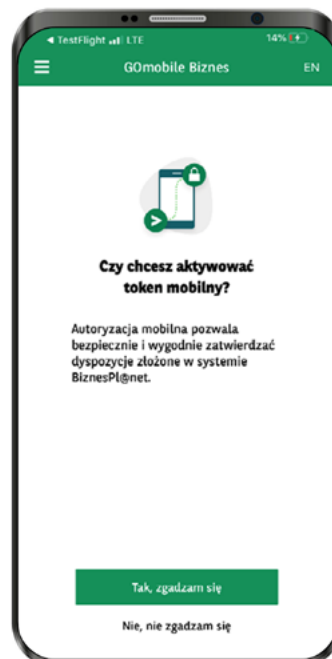 TestFlight LTE 14%
GOmobile Biznes EN
Czy chcesz aktywować
token mobilny?
Autoryzacja mobilna pozwala
bezpiecznie i wygodnie zatwierdzać
dyspozycje złożone w systemie
BiznesPl@net.
Tak, zgadzam się
Nie, nie zgadzam się